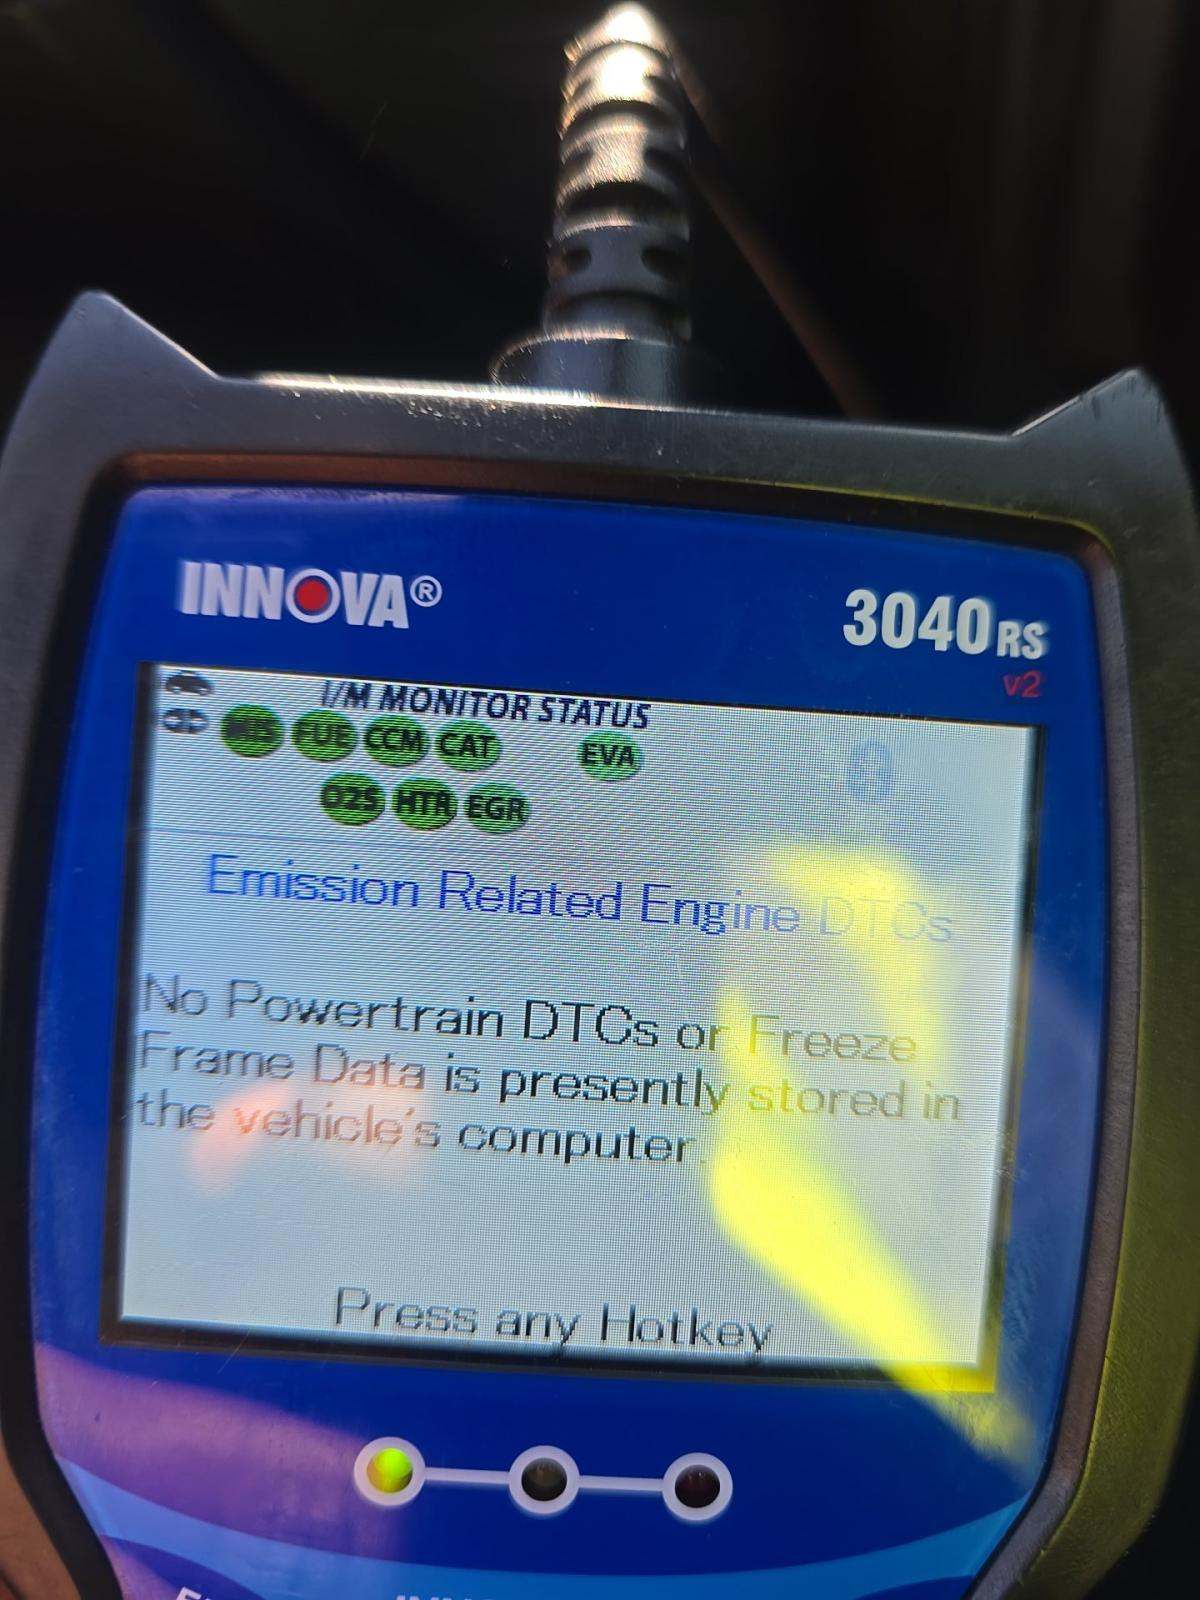 INNOVA®
3040RS
v2
I/M MONITOR STATUS
MIS FUE CCM CAT EVA
O2S HTR EGR
Emission Related Engine DTCs
No Powertrain DTCs or Freeze
Frame Data is presently stored in
the vehicle's computer.
Press any Hotkey